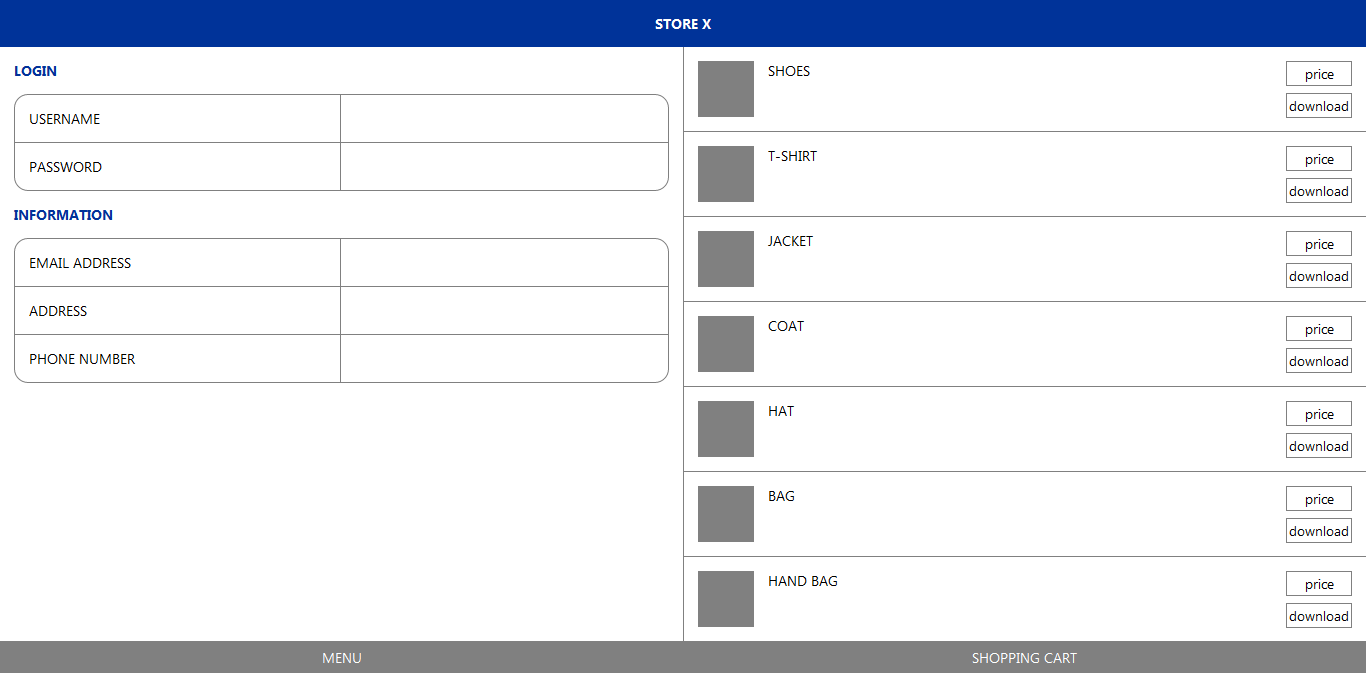 STORE X
LOGIN
USERNAME
PASSWORD
INFORMATION
EMAIL ADDRESS
ADDRESS
PHONE NUMBER
SHOES
price
download
T-SHIRT
price
download
JACKET
price
download
COAT
price
download
HAT
price
download
BAG
price
download
HAND BAG
price
download
MENU
SHOPPING CART